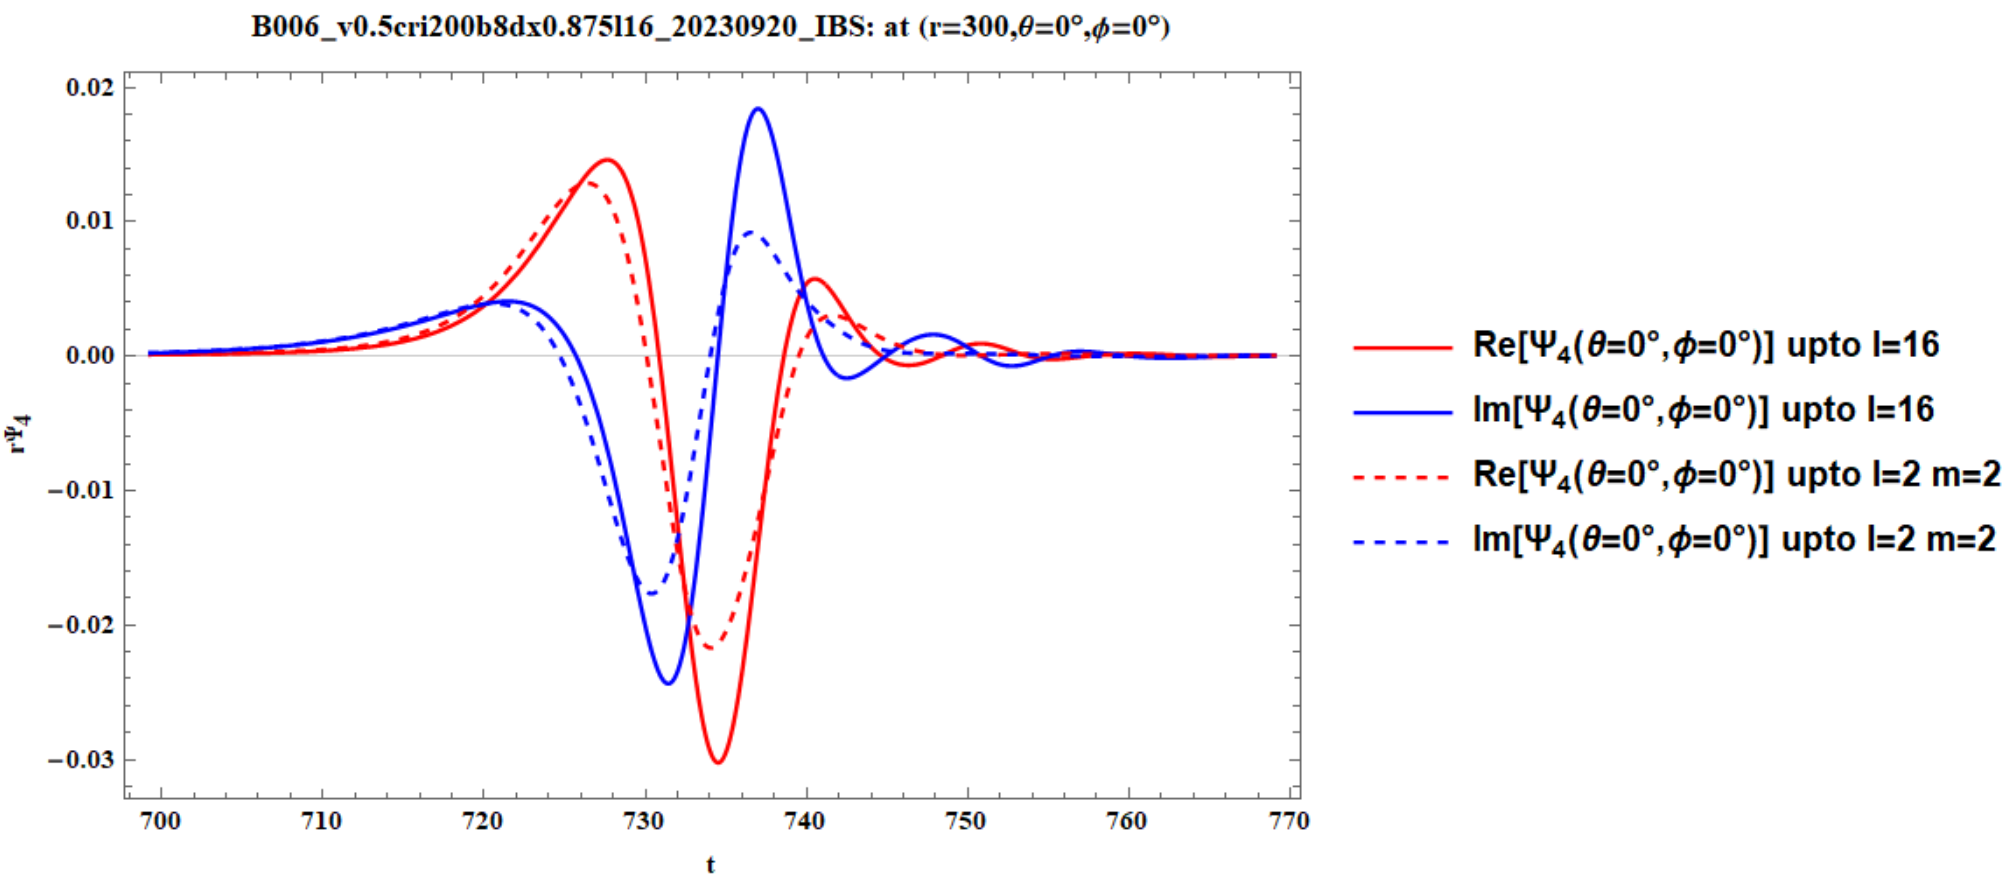 B006_v0.5cri200b8dx0.875l16_20230920_IBS: at (r=300,θ=0°,ϕ=0°)
0.02
0.01
0.00
−0.01
−0.02
−0.03
rΨ4
700 710 720 730 740 750 760 770
t
Re[Ψ4(θ=0°,ϕ=0°)] upto l=16
Im[Ψ4(θ=0°,ϕ=0°)] upto l=16
Re[Ψ4(θ=0°,ϕ=0°)] upto l=2 m=2
Im[Ψ4(θ=0°,ϕ=0°)] upto l=2 m=2